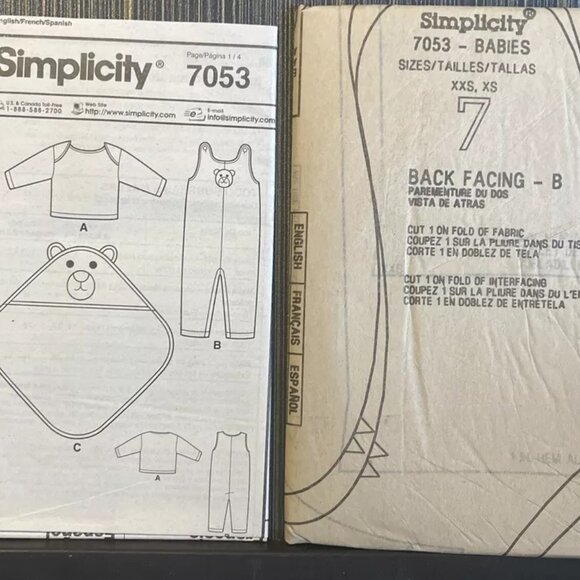 English/French/Spanish
Page/Página 1 / 4
Simplicity® 7053
U.S. & Canada Toll-Free
1-888-588-2700
Web Site
http://www.simplicity.com
E-mail
info@simplicity.com
A
B
C
A
Simplicity®
7053 - BABIES
SIZES/TAILLES/TALLAS
XXS, XS
7
BACK FACING - B
PAREMENTURE DU DOS
VISTA DE ATRAS
CUT 1 ON FOLD OF FABRIC
COUPEZ 1 SUR LA PLIURE DANS DU TIS
CORTE 1 EN DOBLEZ DE TELA
CUT 1 ON FOLD OF INTERFACING
COUPEZ 1 SUR LA PLIURE DANS DU L'E
CORTE 1 EN DOBLEZ DE ENTRETELA
ENGLISH
FRANÇAIS
ESPAÑOL